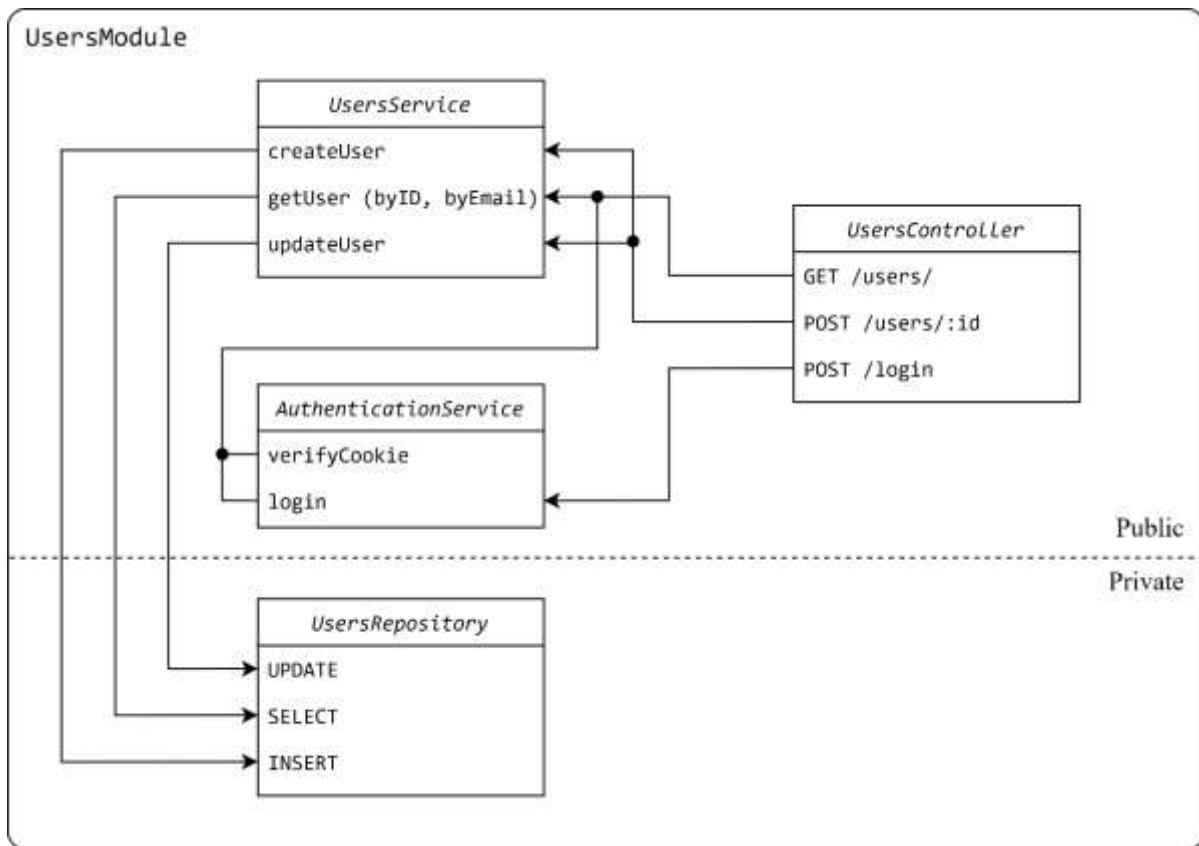 UsersModule
UsersService
createUser
getUser (byID, byEmail)
updateUser
UsersController
GET /users/
POST /users/:id
POST /login
AuthenticationService
verifyCookie
login
Public
Private
UsersRepository
UPDATE
SELECT
INSERT